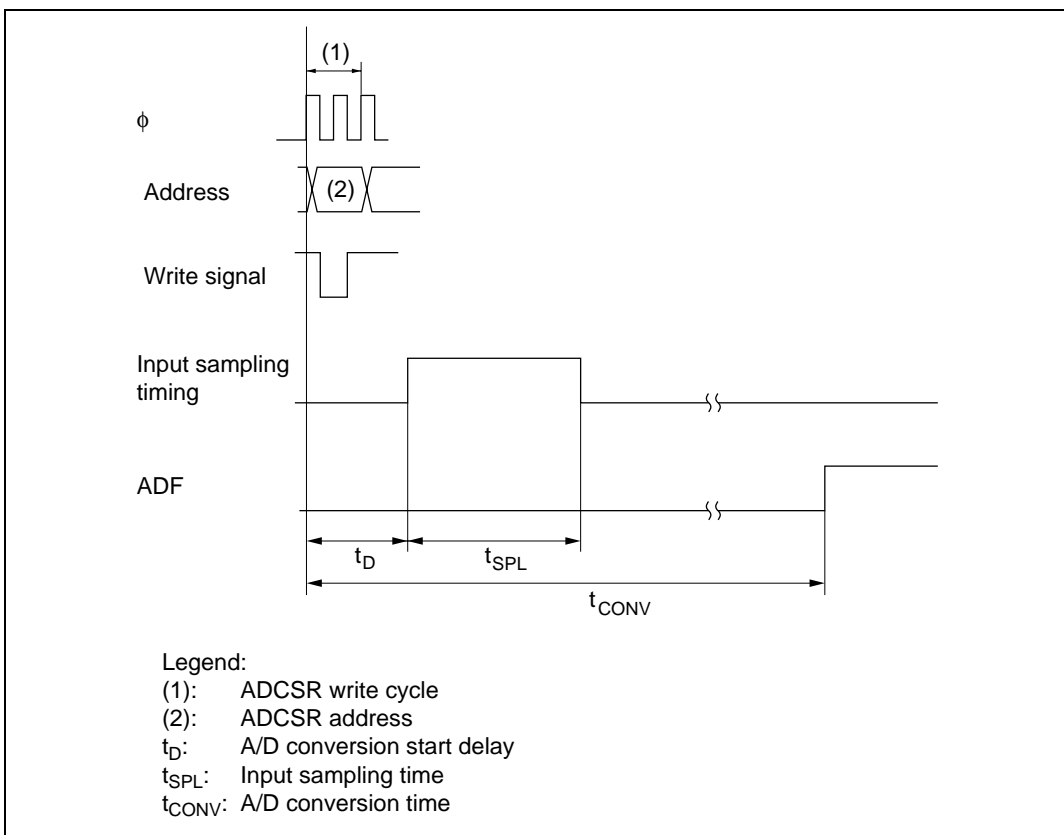 (1)
ϕ
Address
(2)
Write signal
Input sampling
timing
ADF
tD
tSPL
tCONV
Legend:
(1): ADCSR write cycle
(2): ADCSR address
tD: A/D conversion start delay
tSPL: Input sampling time
tCONV: A/D conversion time